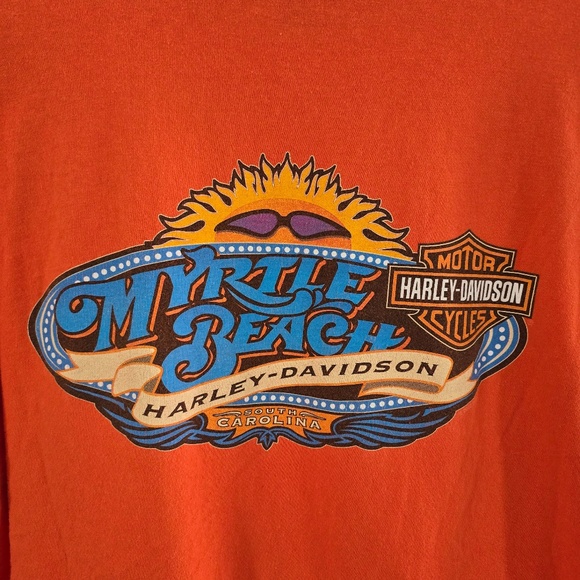 MYRTLE
BEACH
HARLEY-DAVIDSON
SOUTH
CAROLINA
MOTOR
HARLEY-DAVIDSON
CYCLES